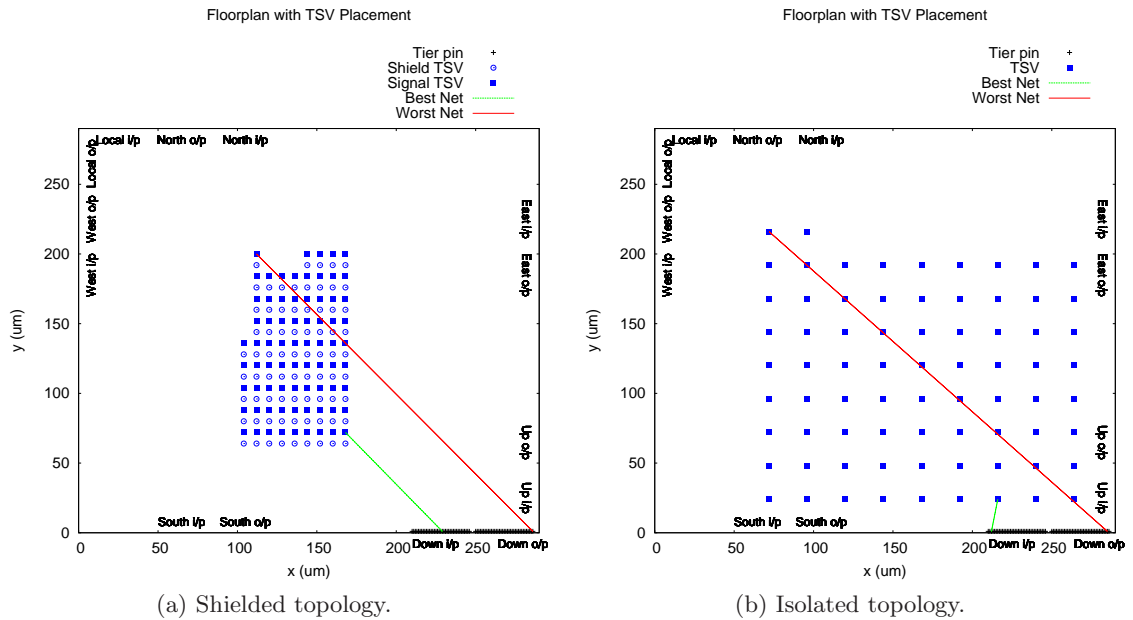 Floorplan with TSV Placement
Tier pin
Shield TSV
Signal TSV
Best Net
Worst Net
Local i/p North o/p North i/p
Local o/p
West o/p
West i/p
East i/p
East o/p
Up o/p
Up i/p
South i/p South o/p
Down i/p Down o/p
250
200
150
100
50
0
0 50 100 150 200 250
y (um)
x (um)
(a) Shielded topology.
Floorplan with TSV Placement
Tier pin
TSV
Best Net
Worst Net
Local i/p North o/p North i/p
Local o/p
West o/p
West i/p
East i/p
East o/p
Up o/p
Up i/p
South i/p South o/p
Down i/p Down o/p
250
200
150
100
50
0
0 50 100 150 200 250
y (um)
x (um)
(b) Isolated topology.